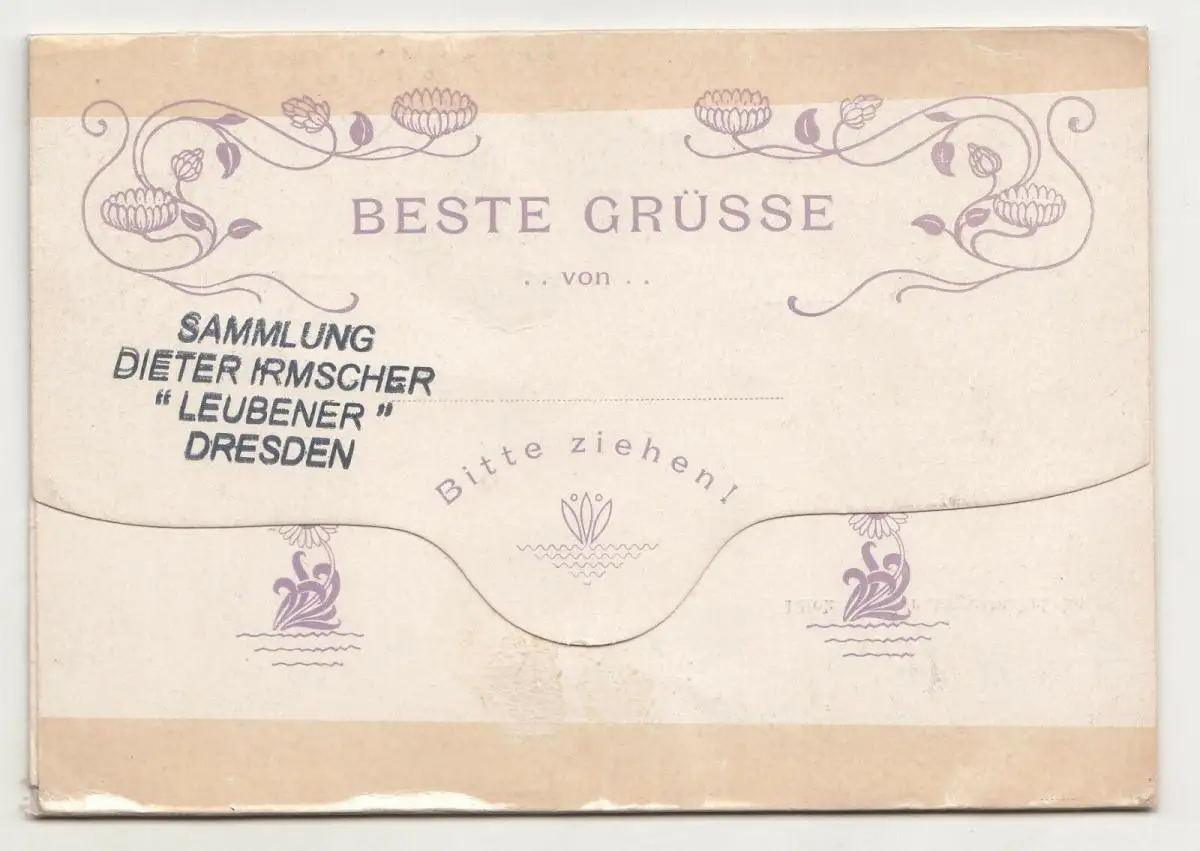 BESTE GRÜSSE
.. von ..
SAMMLUNG
DIETER IRMSCHER
“ LEUBENER ”
DRESDEN
Bitte ziehen!